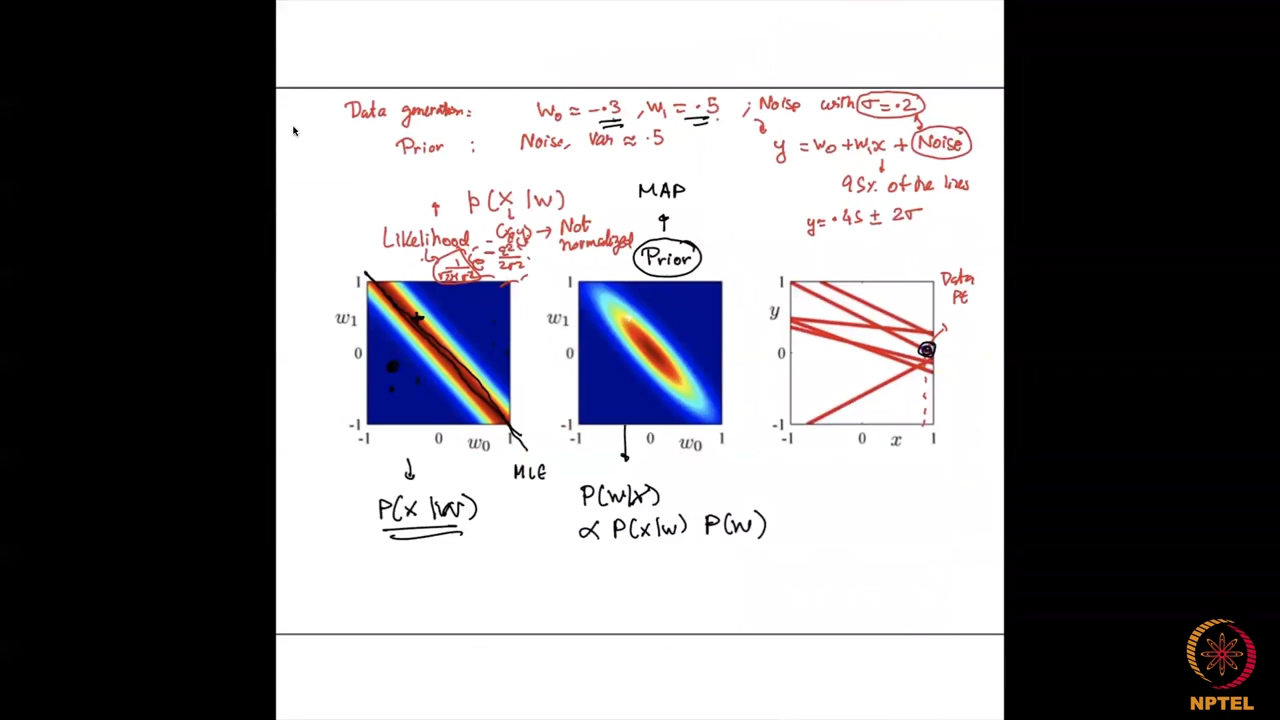 Data generation: w₀ = -.3, w₁ = .5 ; Noise with σ = .2
Prior : Noise, Var ≈ .5
y = w₀ + w₁x + Noise
95% of the lines
y = .45 ± 2σ
p(X|w)
MAP
Likelihood
(x,y) → Not normalized
Prior
Data
1
w₁
0
-1
-1 0 w₀ 1
1
w₁
0
-1
-1 0 w₀ 1
1
y
0
-1
-1 0 x 1
MLE
P(X|w)
P(w|x)
∝ P(x|w) P(w)
NPTEL